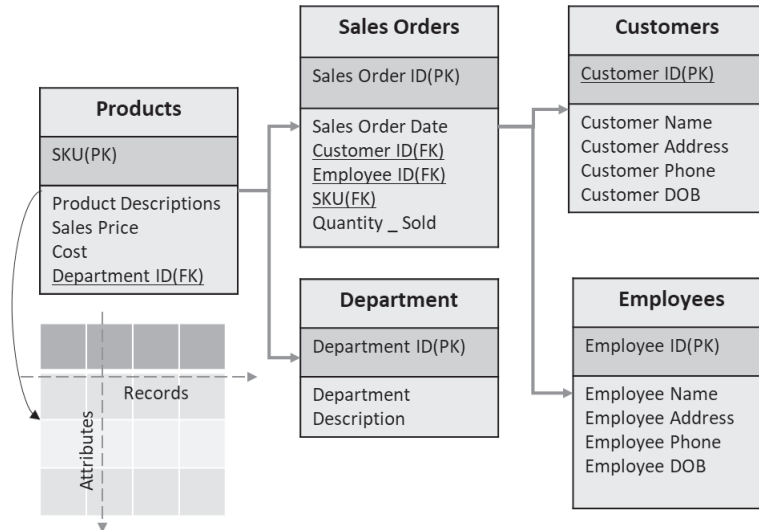 Products
SKU(PK)
Product Descriptions
Sales Price
Cost
Department ID(FK)
Records
Attributes
Sales Orders
Sales Order ID(PK)
Sales Order Date
Customer ID(FK)
Employee ID(FK)
SKU(FK)
Quantity _ Sold
Department
Department ID(PK)
Department
Description
Customers
Customer ID(PK)
Customer Name
Customer Address
Customer Phone
Customer DOB
Employees
Employee ID(PK)
Employee Name
Employee Address
Employee Phone
Employee DOB